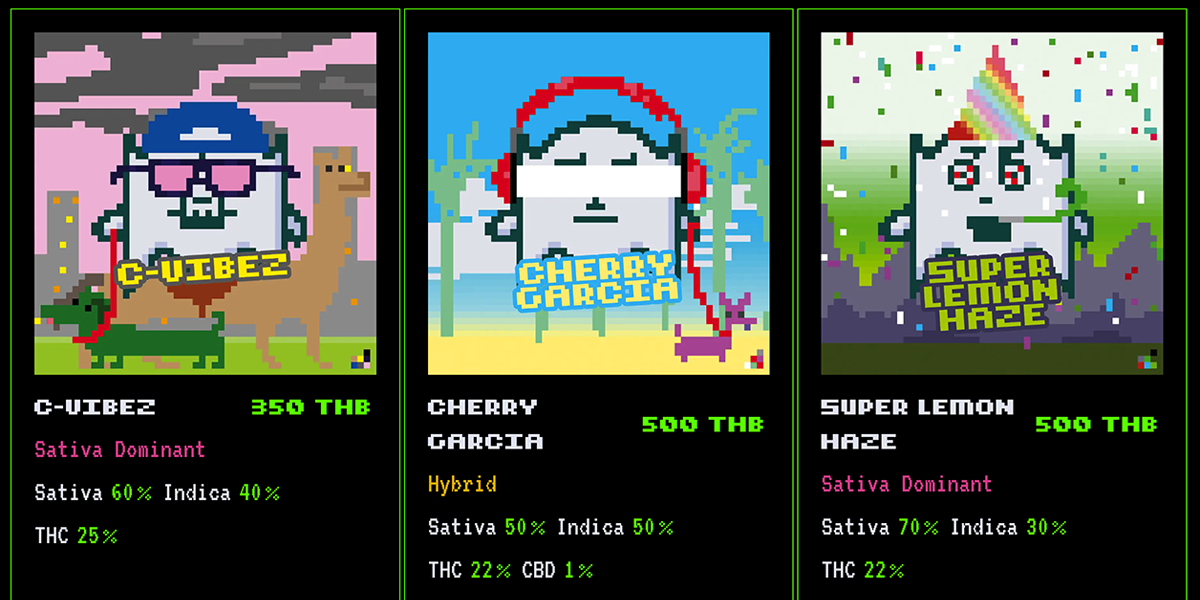 C-VIBEZ
C-VIBEZ
350 THB
Sativa Dominant
Sativa 60% Indica 40%
THC 25%
CHERRY
GARCIA
CHERRY
GARCIA
500 THB
Hybrid
Sativa 50% Indica 50%
THC 22% CBD 1%
SUPER
LEMON
HAZE
SUPER LEMON
HAZE
500 THB
Sativa Dominant
Sativa 70% Indica 30%
THC 22%